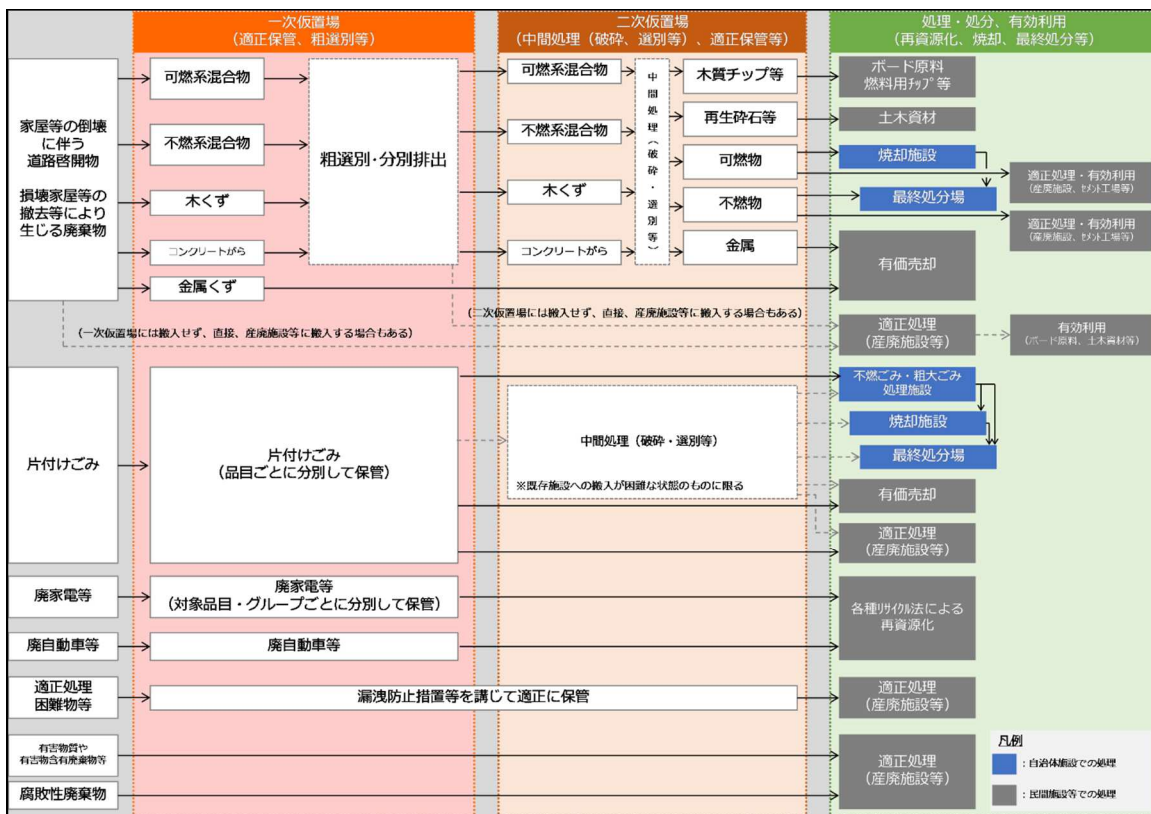 一次仮置場
(適正保管、粗選別等)
二次仮置場
(中間処理（破砕、選別等）、適正保管等)
処理・処分、有効利用
(再資源化、焼却、最終処分等)
家屋等の倒壊
に伴う
道路啓開物
損壊家屋等の
撤去等により
生じる廃棄物
可燃系混合物
不燃系混合物
木くず
コンクリートがら
金属くず
粗選別･分別排出
可燃系混合物
不燃系混合物
木くず
コンクリートがら
中間処理（破砕・選別等）
木質チップ等
再生砕石等
可燃物
不燃物
金属
ボード原料
燃料用ﾁｯﾌﾟ等
土木資材
焼却施設
最終処分場
適正処理・有効利用
(産廃施設、ｾﾒﾝﾄ工場等)
適正処理・有効利用
(産廃施設、ｾﾒﾝﾄ工場等)
有価売却
(一次仮置場には搬入せず、直接、産廃施設等に搬入する場合もある)
(二次仮置場には搬入せず、直接、産廃施設等に搬入する場合もある)
適正処理
(産廃施設等)
有効利用
(ﾎﾞｰﾄﾞ原料、土木資材等)
片付けごみ
片付けごみ
(品目ごとに分別して保管)
中間処理（破砕・選別等）
※既存施設への搬入が困難な状態のものに限る
不燃ごみ・粗大ごみ
処理施設
焼却施設
最終処分場
有価売却
適正処理
(産廃施設等)
廃家電等
廃家電等
(対象品目・グループごとに分別して保管)
各種ﾘｻｲｸﾙ法による
再資源化
廃自動車等
廃自動車等
適正処理
困難物等
漏洩防止措置等を講じて適正に保管
適正処理
(産廃施設等)
有害物質や
有害物含有廃棄物等
腐敗性廃棄物
適正処理
(産廃施設等)
凡例
：自治体施設での処理
：民間施設等での処理